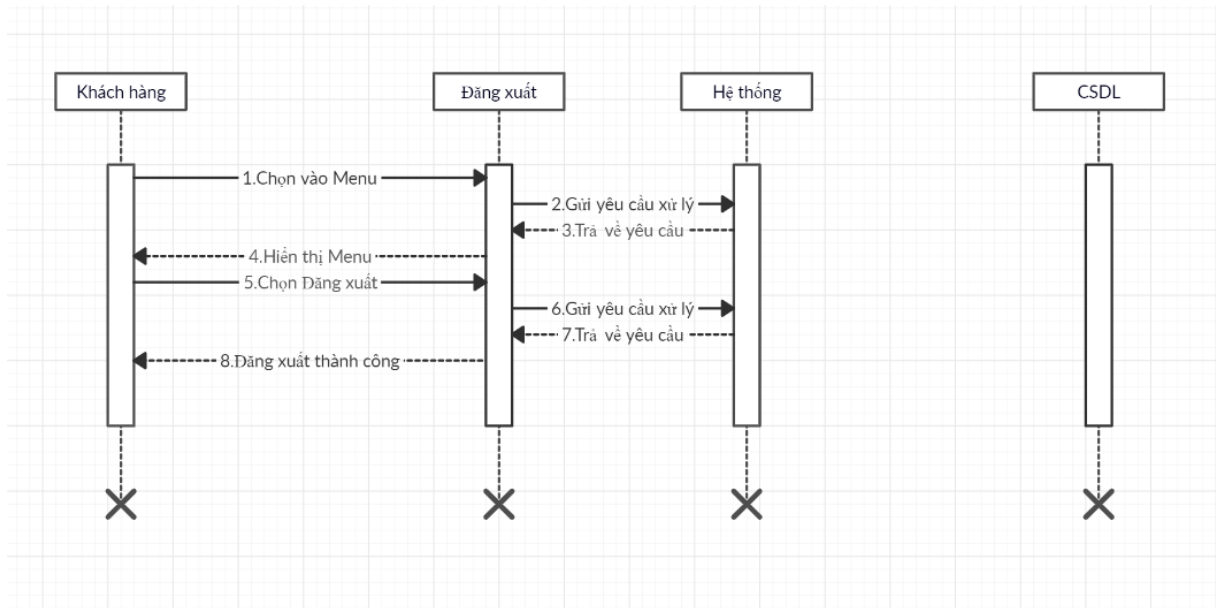 Khách hàng
Đăng xuất
Hệ thống
CSDL
1.Chọn vào Menu
2.Gửi yêu cầu xử lý
3.Trả về yêu cầu
4.Hiển thị Menu
5.Chọn Đăng xuất
6.Gửi yêu cầu xử lý
7.Trả về yêu cầu
8.Đăng xuất thành công